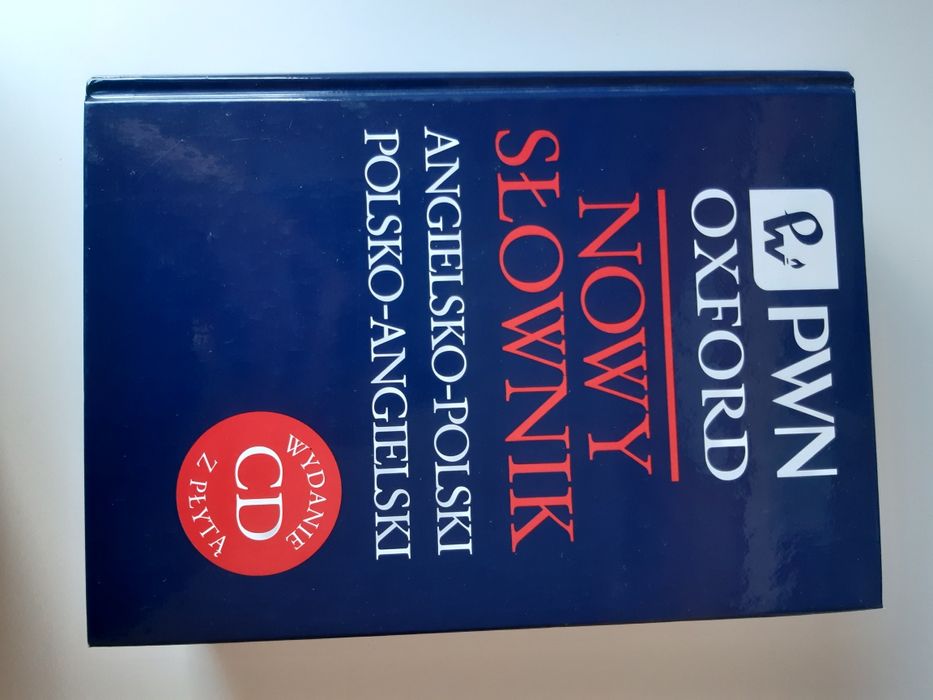 PWN
OXFORD
NOWY
SŁOWNIK
ANGIELSKO-POLSKI
POLSKO-ANGIELSKI
WYDANIE
CD
Z PŁYTĄ